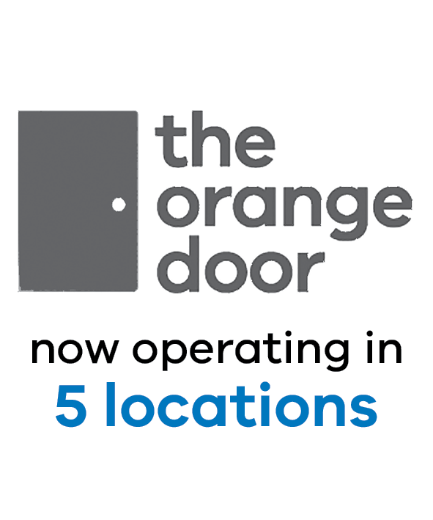 the
orange
door
now operating in
5 locations